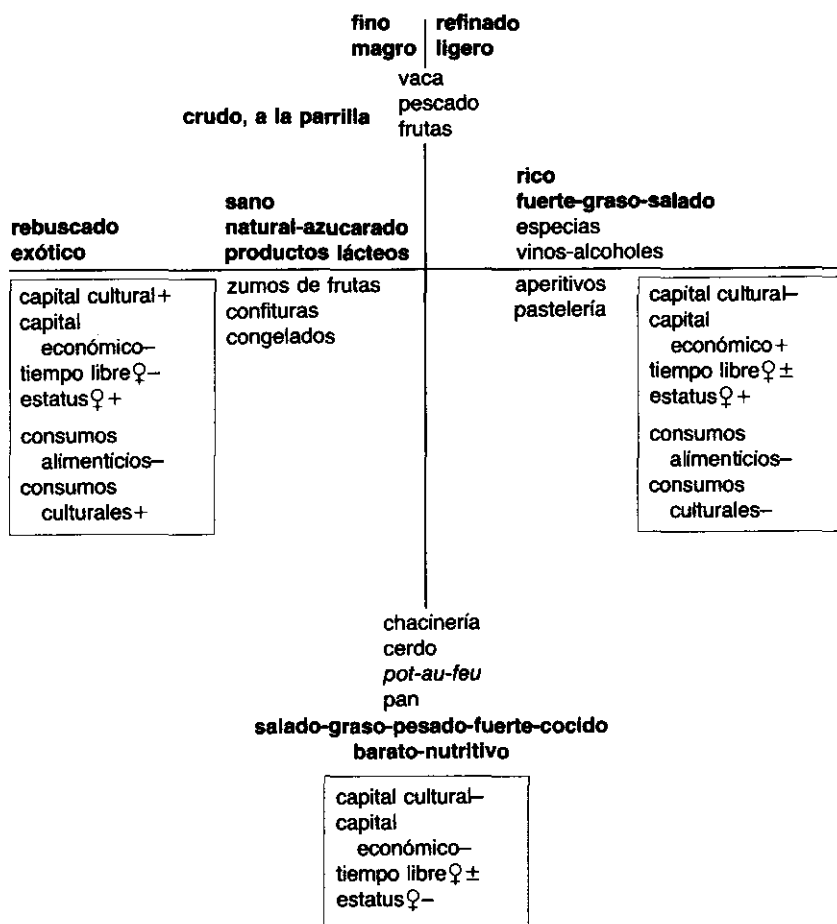 fino refinado
magro ligero
vaca
pescado
frutas
crudo, a la parrilla
rebuscado
exótico
sano
natural-azucarado
productos lácteos
rico
fuerte-graso-salado
especias
vinos-alcoholes
capital cultural+
capital
económico–
tiempo libre♀–
estatus♀+
consumos
alimenticios–
consumos
culturales+
zumos de frutas
confituras
congelados
aperitivos
pastelería
capital cultural–
capital
económico+
tiempo libre♀±
estatus♀+
consumos
alimenticios–
consumos
culturales–
chacinería
cerdo
pot-au-feu
pan
salado-graso-pesado-fuerte-cocido
barato-nutritivo
capital cultural–
capital
económico–
tiempo libre♀±
estatus♀–